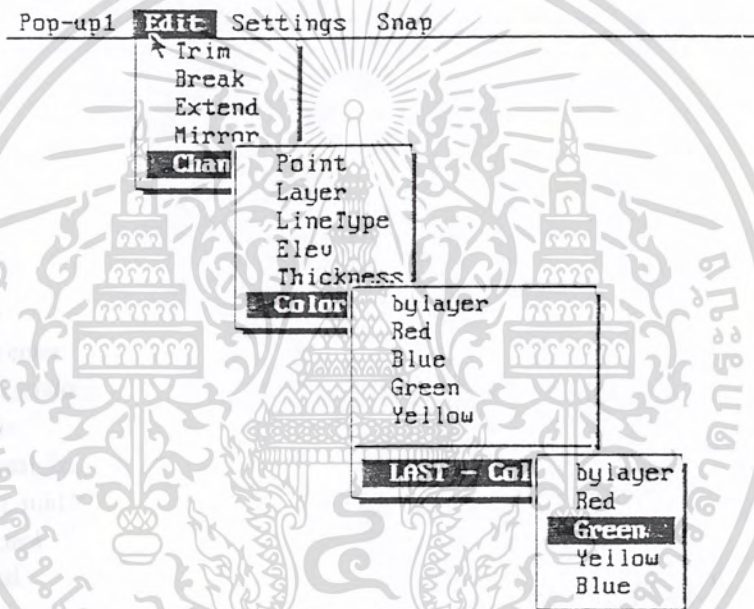 Pop-up1 Edit Settings Snap
Trim
Break
Extend
Mirror
Chan
Point
Layer
LineType
Elev
Thickness
Color
bylayer
Red
Blue
Green
Yellow
LAST - Col
bylayer
Red
Green
Yellow
Blue